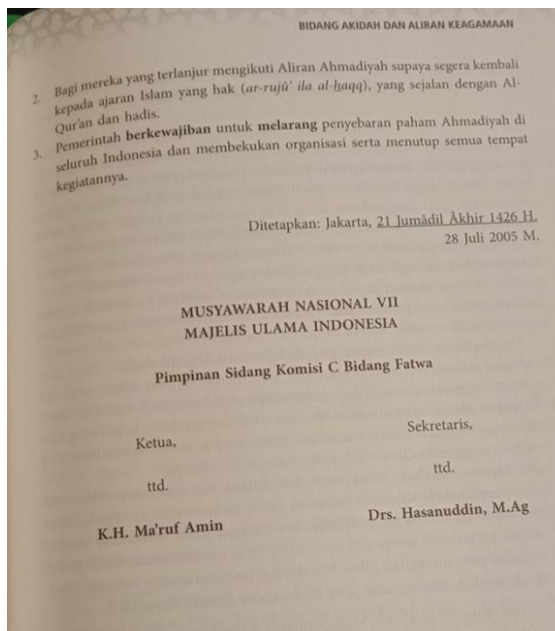 BIDANG AKIDAH DAN ALIRAN KEAGAMAAN
2. Bagi mereka yang terlanjur mengikuti Aliran Ahmadiyah supaya segera kembali
kepada ajaran Islam yang hak (ar-rujū' ila al-ḥaqq), yang sejalan dengan Al-
Qur'an dan hadis.
3. Pemerintah berkewajiban untuk melarang penyebaran paham Ahmadiyah di
seluruh Indonesia dan membekukan organisasi serta menutup semua tempat
kegiatannya.
Ditetapkan: Jakarta, 21 Jumâdil Âkhir 1426 H.
28 Juli 2005 M.
MUSYAWARAH NASIONAL VII
MAJELIS ULAMA INDONESIA
Pimpinan Sidang Komisi C Bidang Fatwa
Ketua,
Sekretaris,
ttd.
ttd.
K.H. Ma'ruf Amin
Drs. Hasanuddin, M.Ag